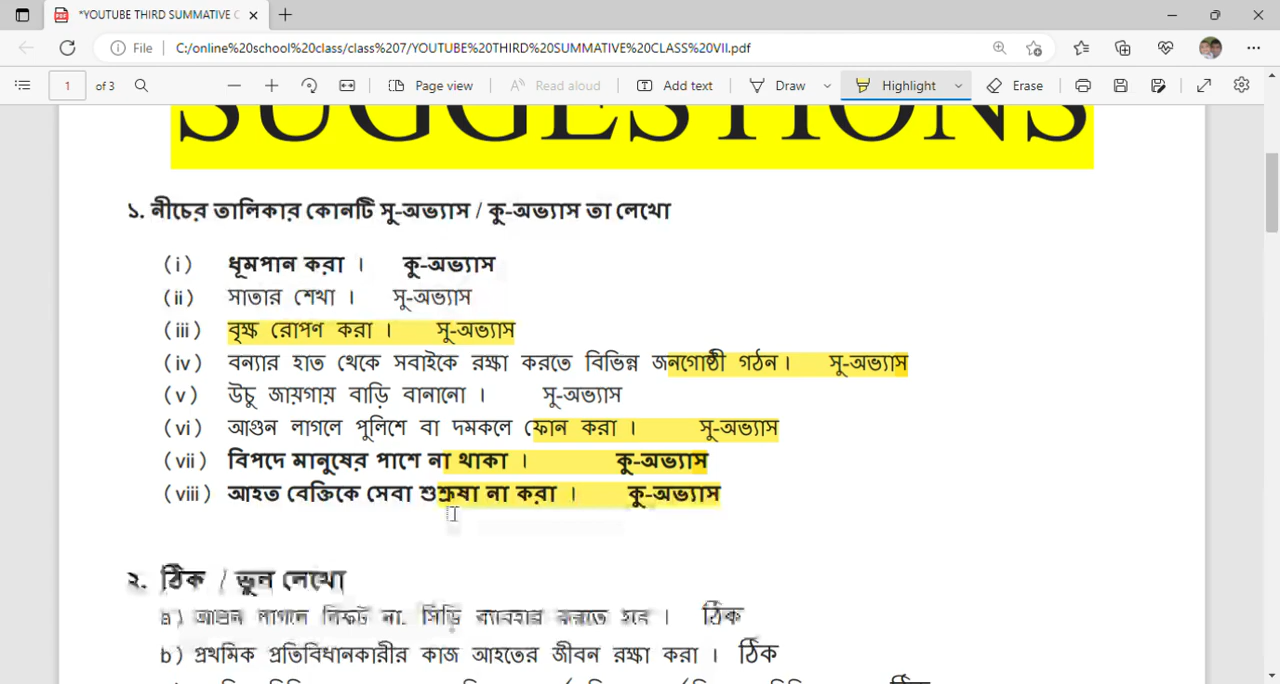 *YOUTUBE THIRD SUMMATIVE C
File C:/online%20school%20class/class%207/YOUTUBE%20THIRD%20SUMMATIVE%20CLASS%20VII.pdf
1 of 3 Page view Read aloud Add text Draw Highlight Erase
SUGGESTIONS
১. নীচের তালিকার কোনটি সু-অভ্যাস / কু-অভ্যাস তা লেখো
(i) ধূমপান করা । কু-অভ্যাস
(ii) সাতার শেখা । সু-অভ্যাস
(iii) বৃক্ষ রোপণ করা । সু-অভ্যাস
(iv) বন্যার হাত থেকে সবাইকে রক্ষা করতে বিভিন্ন জনগোষ্ঠী গঠন। সু-অভ্যাস
(v) উচু জায়গায় বাড়ি বানানো । সু-অভ্যাস
(vi) আগুন লাগলে পুলিশে বা দমকলে ফোন করা । সু-অভ্যাস
(vii) বিপদে মানুষের পাশে না থাকা । কু-অভ্যাস
(viii) আহত বেক্তিকে সেবা শুশ্রুষা না করা । কু-অভ্যাস
২. ঠিক / ভুল লেখো
a) আগুন লাগলে লিফট না, সিঁড়ি ব্যাবহার করতে হবে । ঠিক
b) প্রথমিক প্রতিবিধানকারীর কাজ আহতের জীবন রক্ষা করা । ঠিক